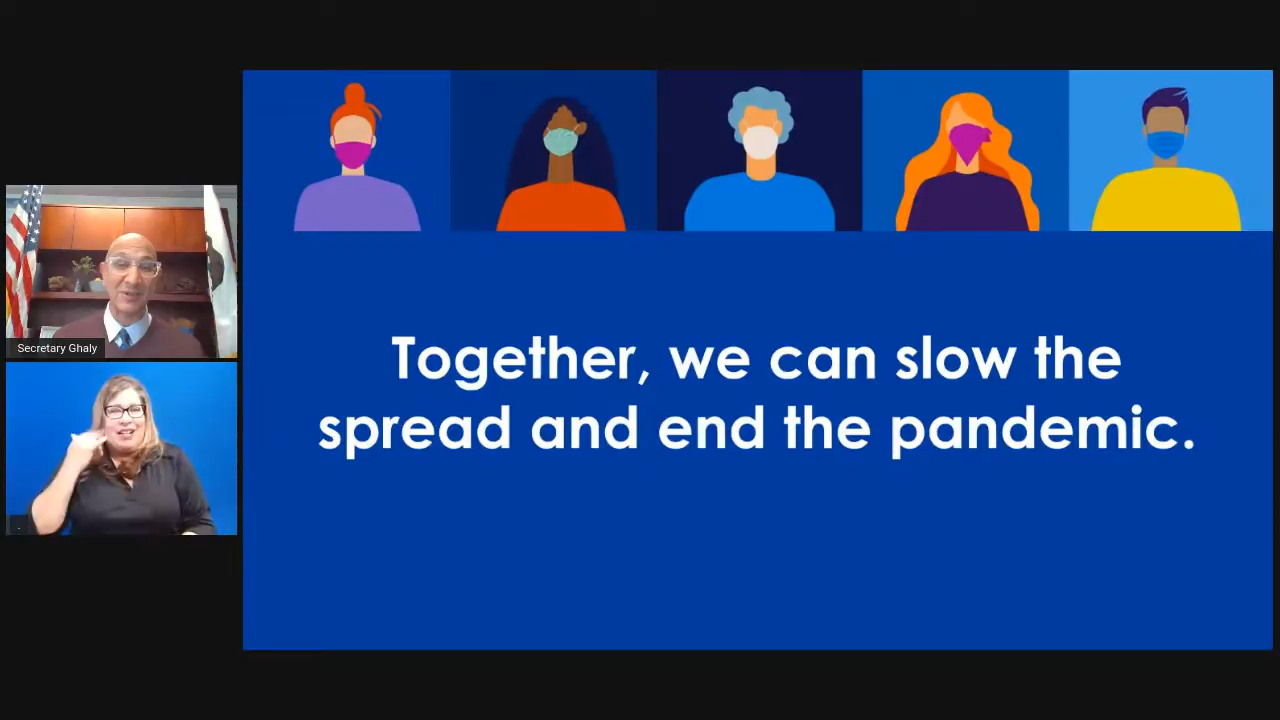 Together, we can slow the
spread and end the pandemic.
Secretary Ghaly
.